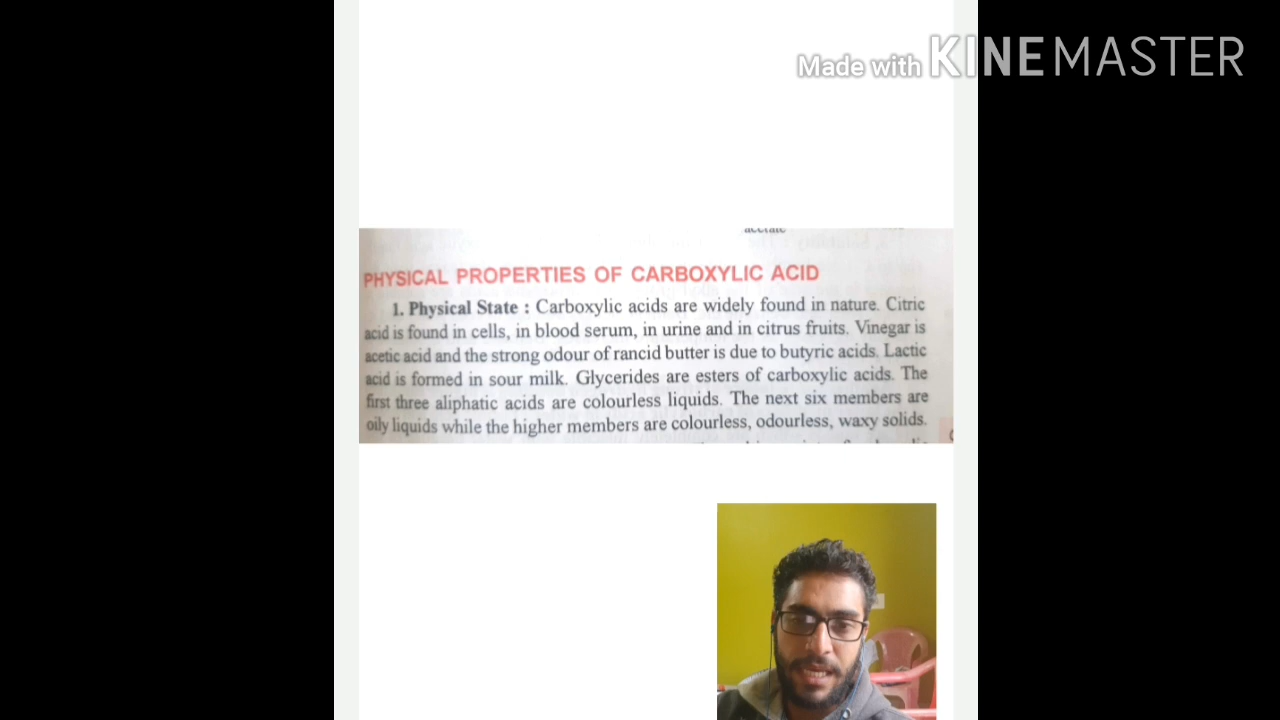 Made with KINEMASTER
PHYSICAL PROPERTIES OF CARBOXYLIC ACID
1. Physical State : Carboxylic acids are widely found in nature. Citric
acid is found in cells, in blood serum, in urine and in citrus fruits. Vinegar is
acetic acid and the strong odour of rancid butter is due to butyric acids. Lactic
acid is formed in sour milk. Glycerides are esters of carboxylic acids. The
first three aliphatic acids are colourless liquids. The next six members are
oily liquids while the higher members are colourless, odourless, waxy solids.